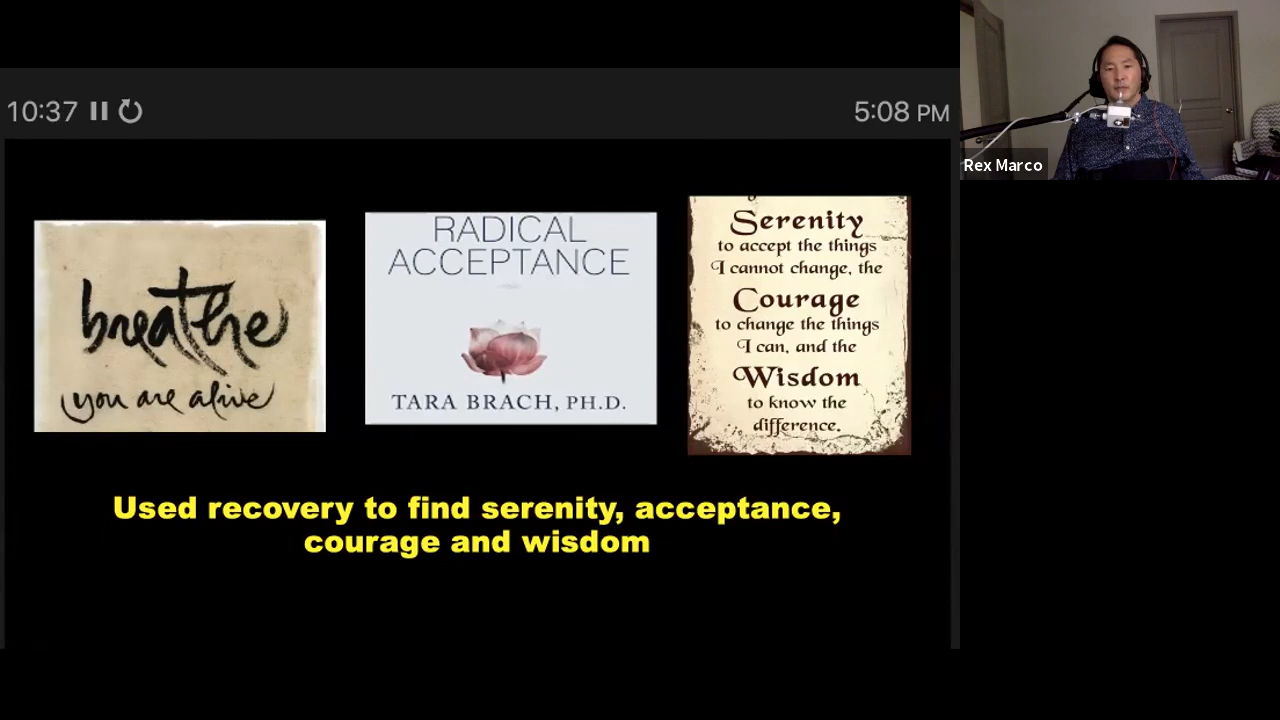 10:37
5:08 PM
Rex Marco
breathe
you are alive
RADICAL
ACCEPTANCE
TARA BRACH, PH.D.
Serenity
to accept the things
I cannot change, the
Courage
to change the things
I can, and the
Wisdom
to know the
difference.
Used recovery to find serenity, acceptance,
courage and wisdom